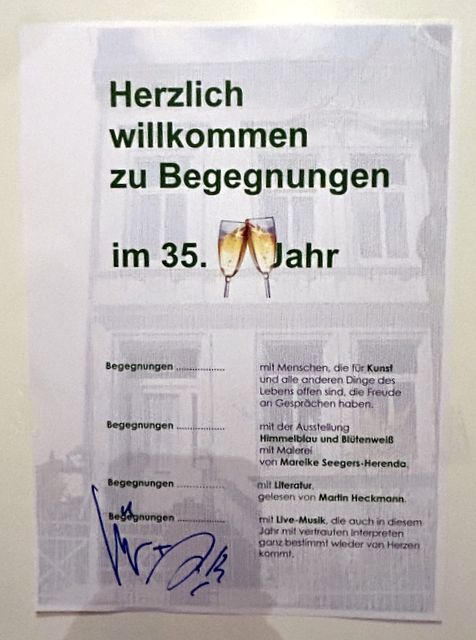 Herzlich
willkommen
zu Begegnungen
im 35. Jahr
Begegnungen .................. mit Menschen, die für Kunst
und alle anderen Dinge des
Lebens offen sind, die Freude
an Gesprächen haben.
Begegnungen .................. mit der Ausstellung
Himmelblau und Blütenweiß
mit Malerei
von Mareike Seegers-Herenda,
Begegnungen .................. mit Literatur,
gelesen von Martin Heckmann.
Begegnungen .................. mit Live-Musik, die auch in diesem
Jahr mit vertrauten Interpreten
ganz bestimmt wieder von Herzen
kommt.